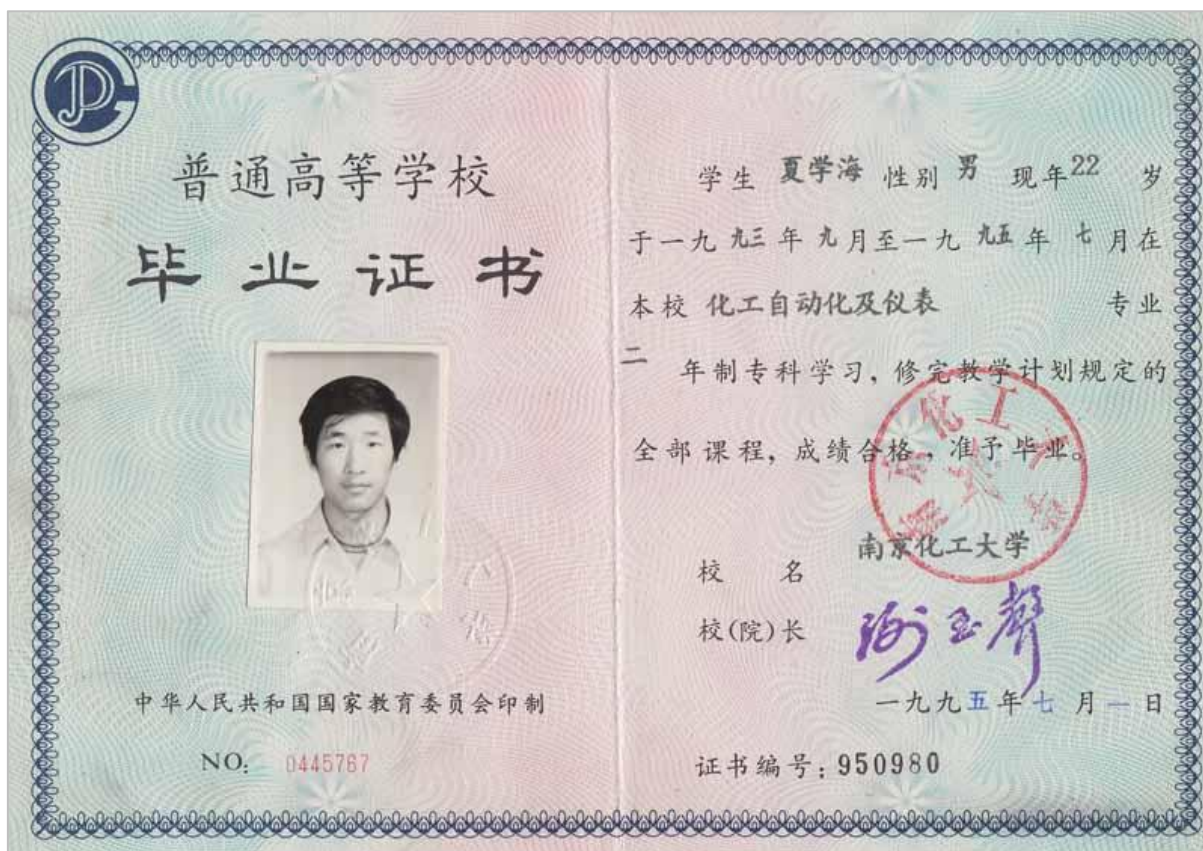 普通高等学校
毕业证书
中华人民共和国国家教育委员会印制
NO: 0445767
学生 夏学海 性别 男 现年22 岁
于一九九三年九月至一九九五年七月在
本校 化工自动化及仪表 专业
二 年制专科学习，修完教学计划规定的
全部课程，成绩合格，准予毕业。
南京化工大学
校 名 南京化工大学
校(院)长
一九九五年七月一日
证书编号：950980